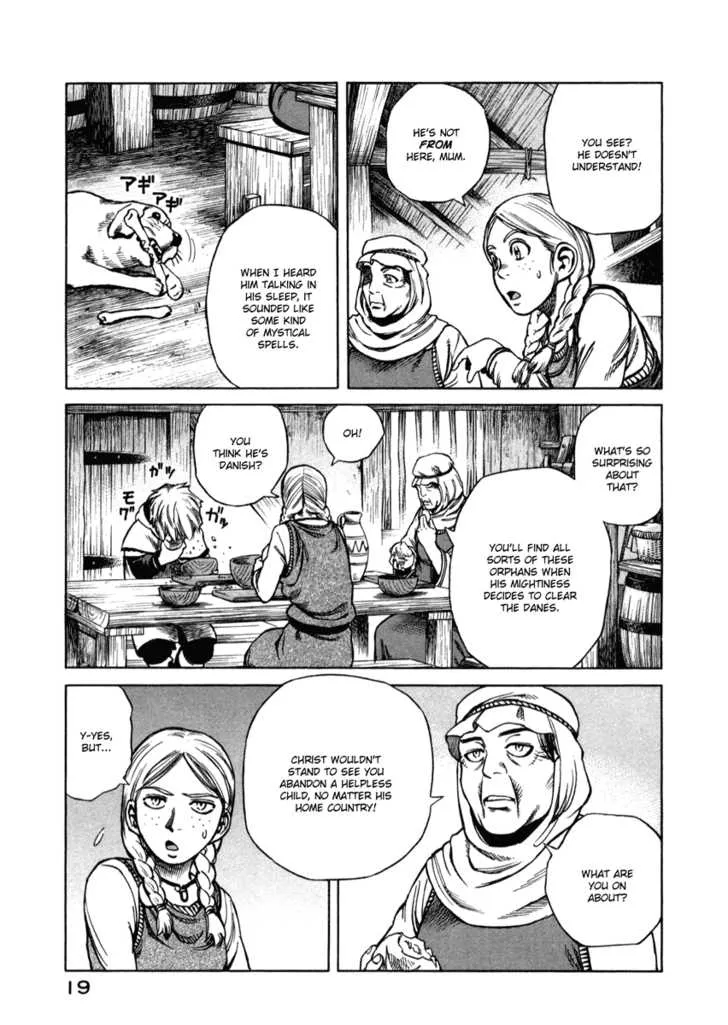 YOU SEE?
HE DOESN'T
UNDERSTAND!
HE'S NOT
FROM
HERE, MUM.
WHEN I HEARD
HIM TALKING IN
HIS SLEEP, IT
SOUNDED LIKE
SOME KIND
OF MYSTICAL
SPELLS.
アギ
アギ
WHAT'S SO
SURPRISING
ABOUT
THAT?
YOU'LL FIND ALL
SORTS OF THESE
ORPHANS WHEN
HIS MIGHTINESS
DECIDES TO CLEAR
THE DANES.
OH!
YOU
THINK HE'S
DANISH?
ガッ
モグ
ガッ
WHAT ARE
YOU ON
ABOUT?
CHRIST WOULDN'T
STAND TO SEE YOU
ABANDON A HELPLESS
CHILD, NO MATTER HIS
HOME COUNTRY!
Y-YES,
BUT...
19